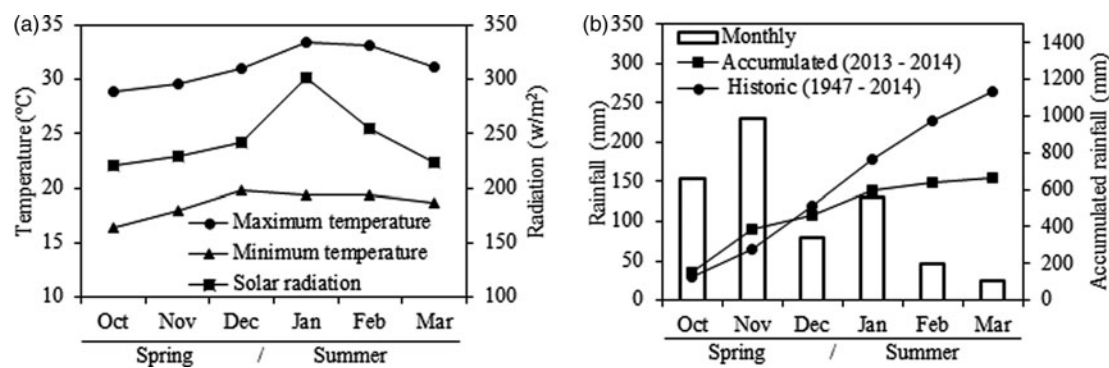 (a)
35
30
25
20
15
10
Temperature (ºC)
350
300
250
200
150
100
Radiation (w/m²)
Maximum temperature
Minimum temperature
Solar radiation
Oct Nov Dec Jan Feb Mar
Spring / Summer
(b)
350
300
250
200
150
100
50
0
Rainfall (mm)
1400
1200
1000
800
600
400
200
0
Accumulated rainfall (mm)
Monthly
Accumulated (2013 - 2014)
Historic (1947 - 2014)
Oct Nov Dec Jan Feb Mar
Spring / Summer